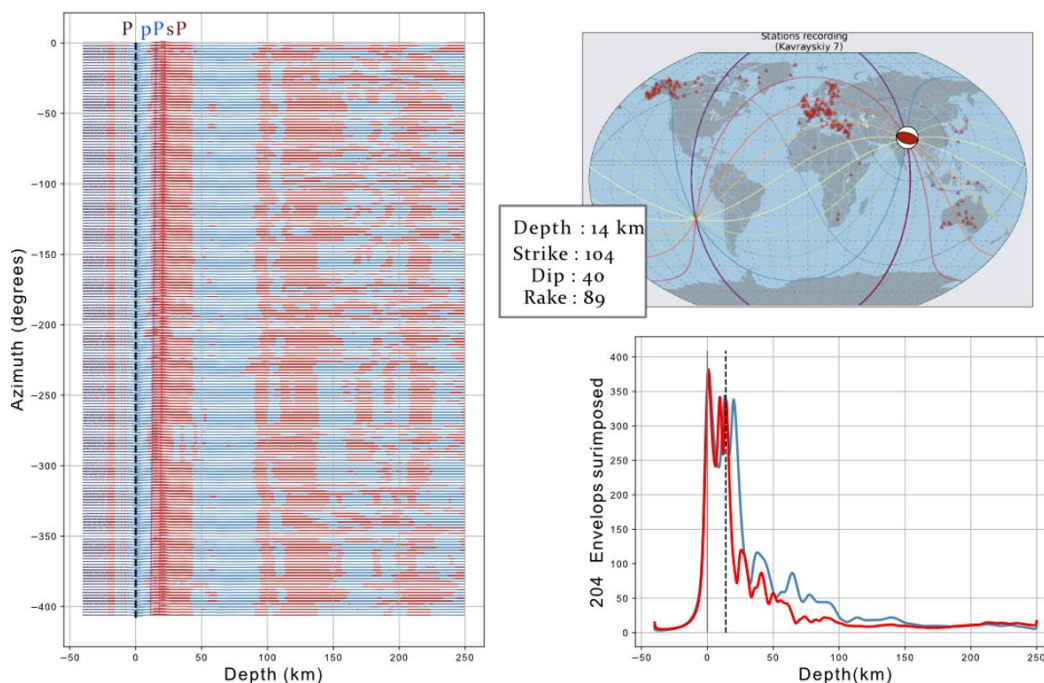 P pP sP
0
−50
−100
−150
−200
−250
−300
−350
−400
Azimuth (degrees)
−50 0 50 100 150 200 250
Depth (km)
Stations recording
(Kavrayskiy 7)
Depth : 14 km
Strike : 104
Dip : 40
Rake : 89
400
350
300
250
200
150
100
50
0
204 Envelops surimposed
−50 0 50 100 150 200 250
Depth(km)